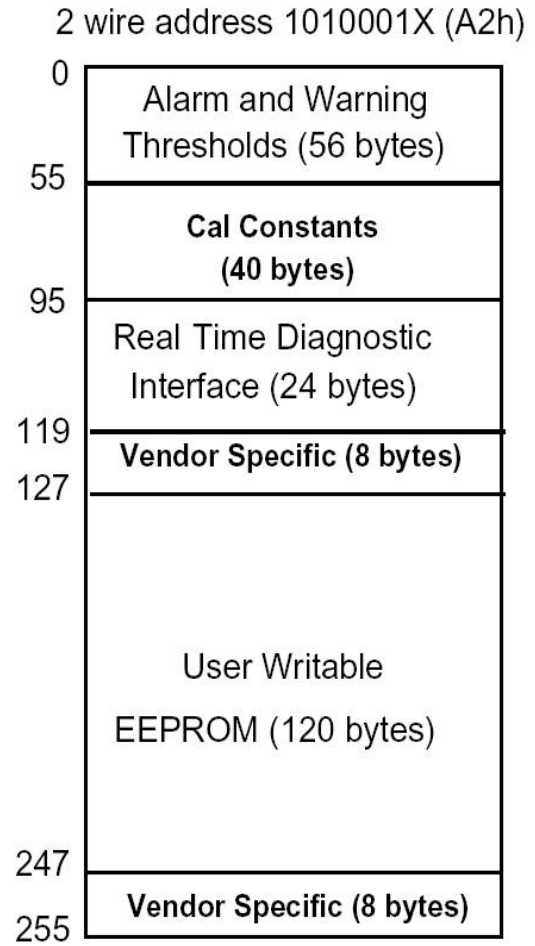 2 wire address 1010001X (A2h)
0
Alarm and Warning
Thresholds (56 bytes)
55
Cal Constants
(40 bytes)
95
Real Time Diagnostic
Interface (24 bytes)
119
Vendor Specific (8 bytes)
127
User Writable
EEPROM (120 bytes)
247
Vendor Specific (8 bytes)
255